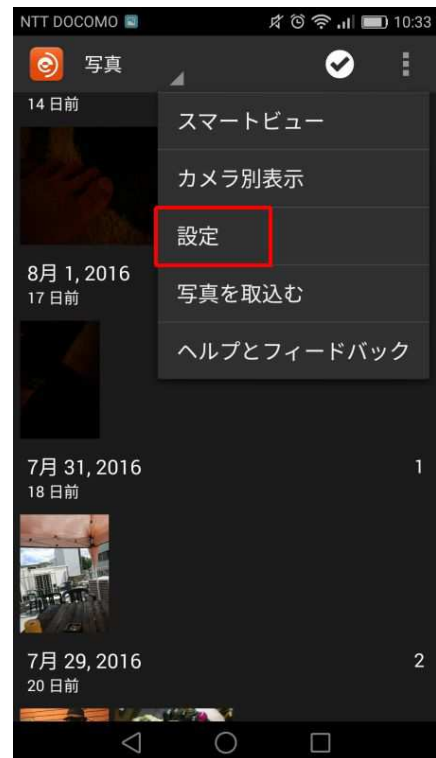 NTT DOCOMO 10:33
写真
14 日前
スマートビュー
カメラ別表示
設定
写真を取込む
ヘルプとフィードバック
8月 1, 2016
17 日前
7月 31, 2016 1
18 日前
7月 29, 2016 2
20 日前